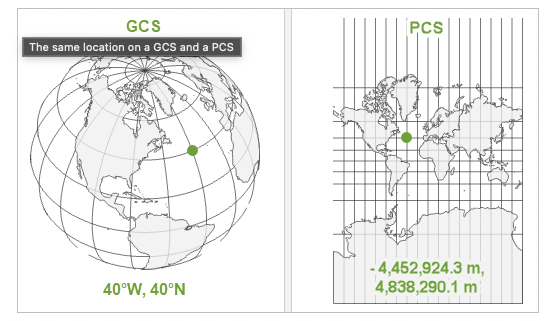 GCS
The same location on a GCS and a PCS
40°W, 40°N
PCS
- 4,452,924.3 m,
4,838,290.1 m